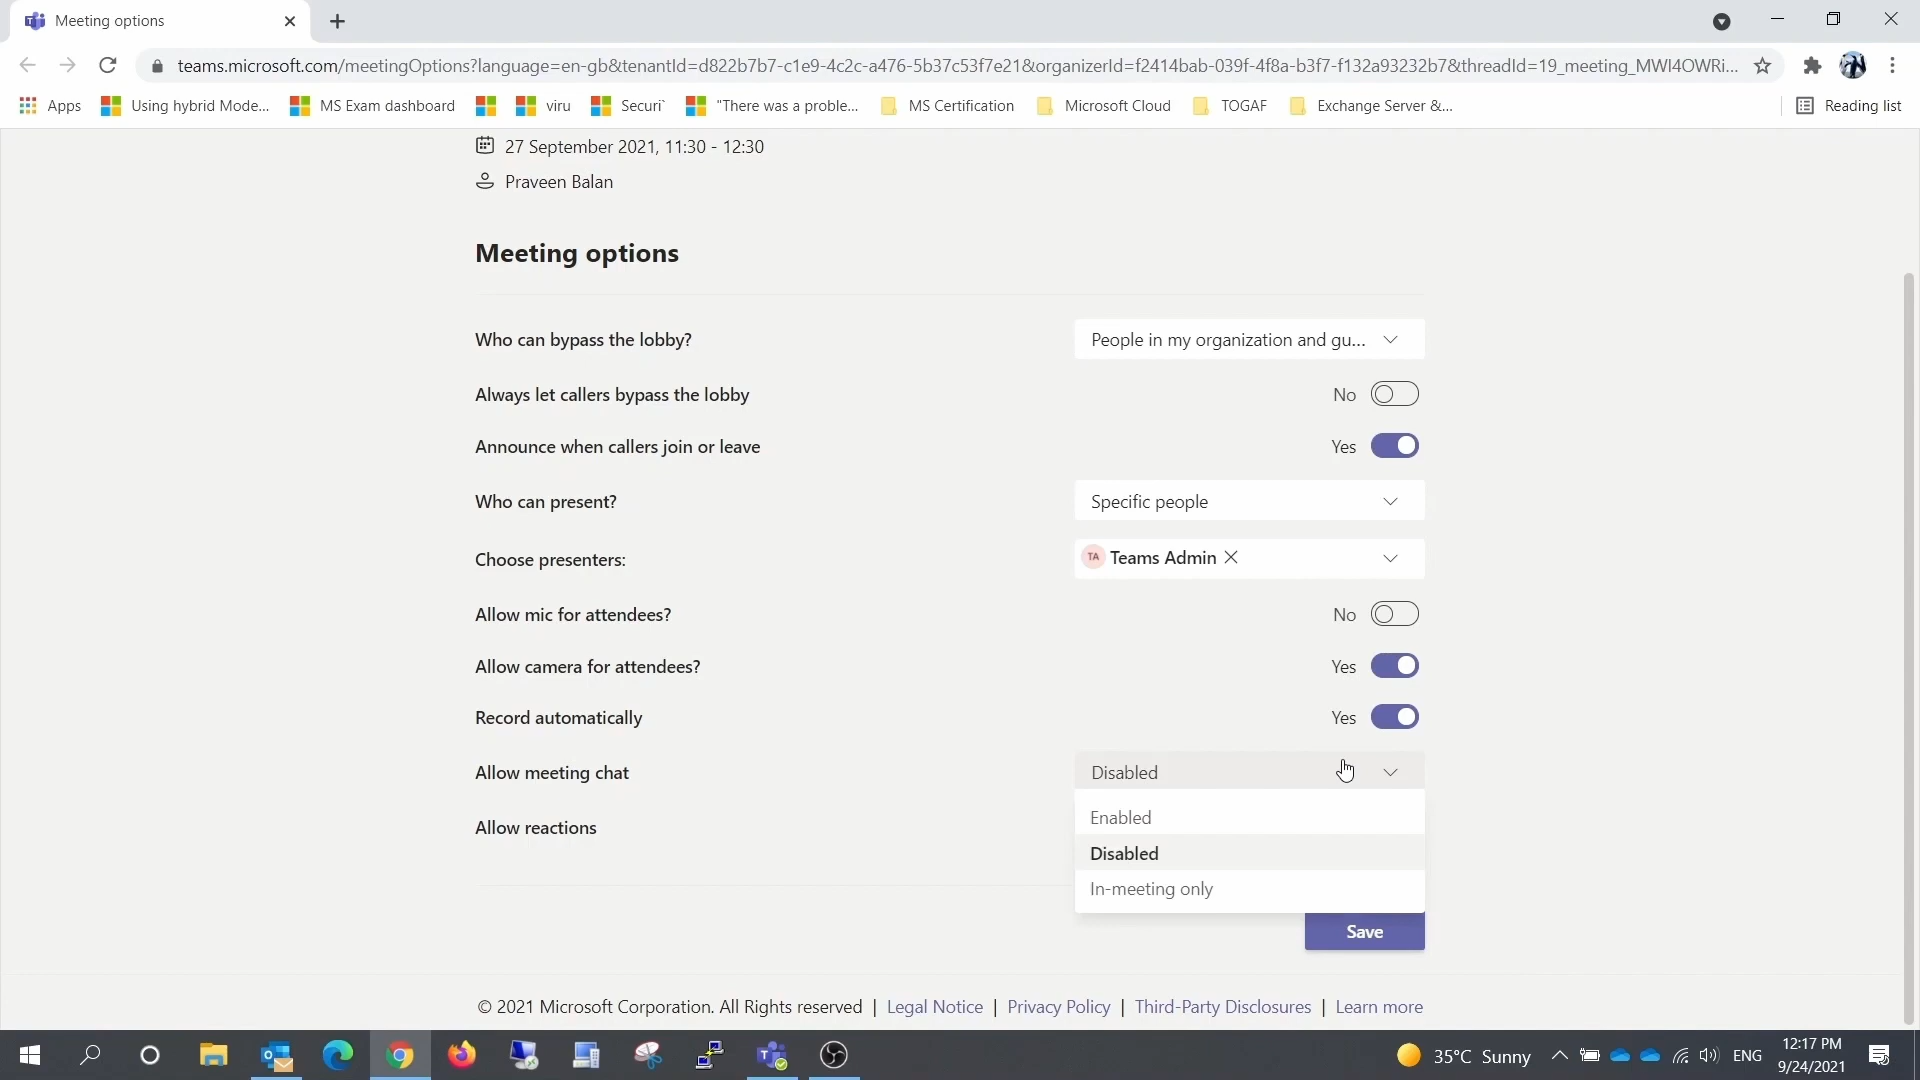 Meeting options
teams.microsoft.com/meetingOptions?language=en-gb&tenantId=d822b7b7-c1e9-4c2c-a476-5b37c53f7e21&organizerId=f2414bab-039f-4f8a-b3f7-f132a93232b7&threadId=19_meeting_MWI4OWRi...
Apps Using hybrid Mode... MS Exam dashboard viru Securi "There was a proble... MS Certification Microsoft Cloud TOGAF Exchange Server &... Reading list
27 September 2021, 11:30 - 12:30
Praveen Balan
Meeting options
Who can bypass the lobby? People in my organization and gu...
Always let callers bypass the lobby No
Announce when callers join or leave Yes
Who can present? Specific people
Choose presenters: TA Teams Admin
Allow mic for attendees? No
Allow camera for attendees? Yes
Record automatically Yes
Allow meeting chat Disabled
Enabled
Allow reactions
Disabled
In-meeting only
Save
© 2021 Microsoft Corporation. All Rights reserved | Legal Notice | Privacy Policy | Third-Party Disclosures | Learn more
35°C Sunny ENG 12:17 PM
9/24/2021